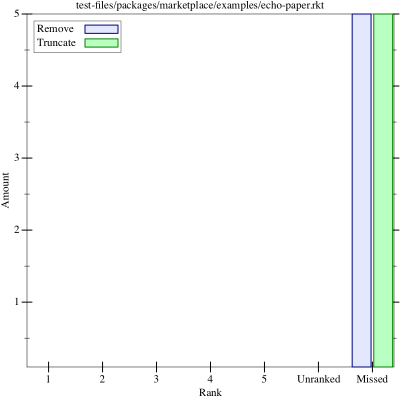 test-files/packages/marketplace/examples/echo-paper.rkt
Remove
Truncate
5
4
3
2
1
Amount
1 2 3 4 5 Unranked Missed
Rank